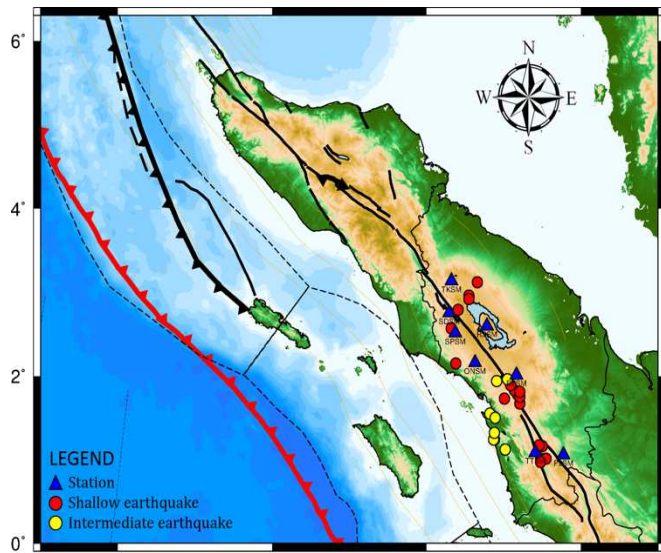 6°
N
W E
S
4°
TKSM
SPSM
ONSM
2°
LEGEND
Station
Shallow earthquake
Intermediate earthquake
0°